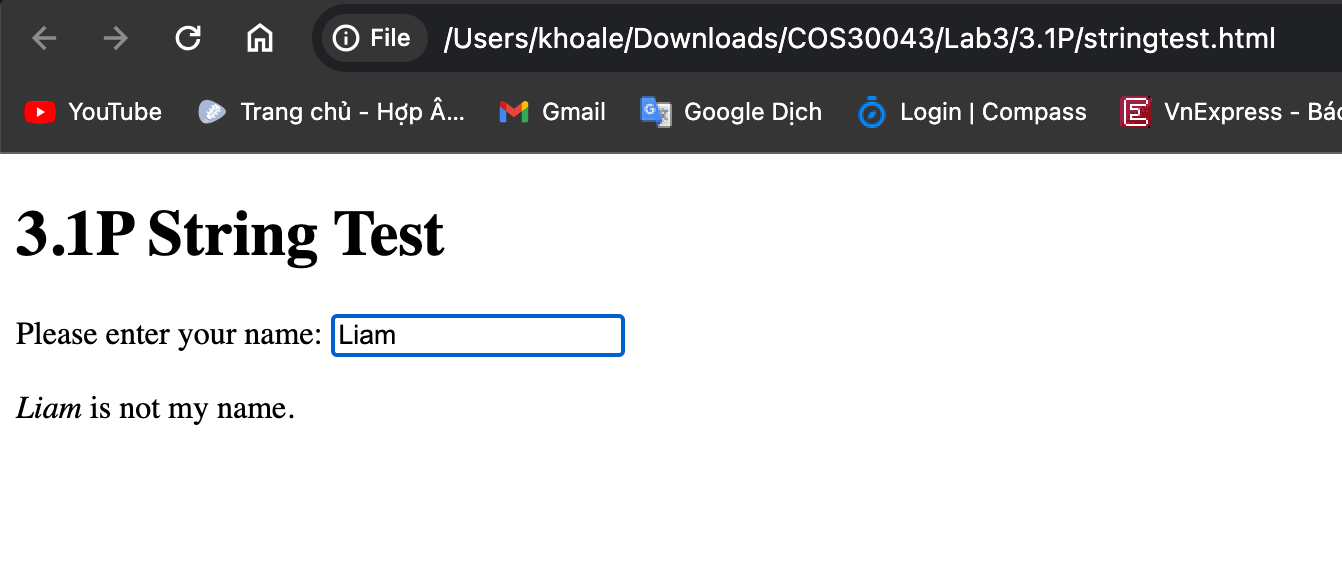 File /Users/khoale/Downloads/COS30043/Lab3/3.1P/stringtest.html
YouTube Trang chủ - Hợp Â... Gmail Google Dịch Login | Compass VnExpress - Bác
3.1P String Test
Please enter your name: Liam
Liam is not my name.